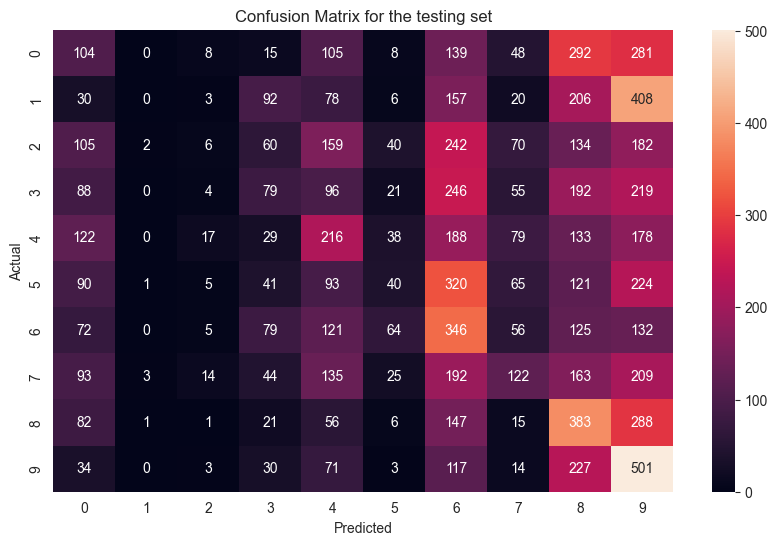 Confusion Matrix for the testing set
0 104 0 8 15 105 8 139 48 292 281
1 30 0 3 92 78 6 157 20 206 408
2 105 2 6 60 159 40 242 70 134 182
3 88 0 4 79 96 21 246 55 192 219
4 122 0 17 29 216 38 188 79 133 178
5 90 1 5 41 93 40 320 65 121 224
6 72 0 5 79 121 64 346 56 125 132
7 93 3 14 44 135 25 192 122 163 209
8 82 1 1 21 56 6 147 15 383 288
9 34 0 3 30 71 3 117 14 227 501
0 1 2 3 4 5 6 7 8 9
Predicted
Actual
500
400
300
200
100
0